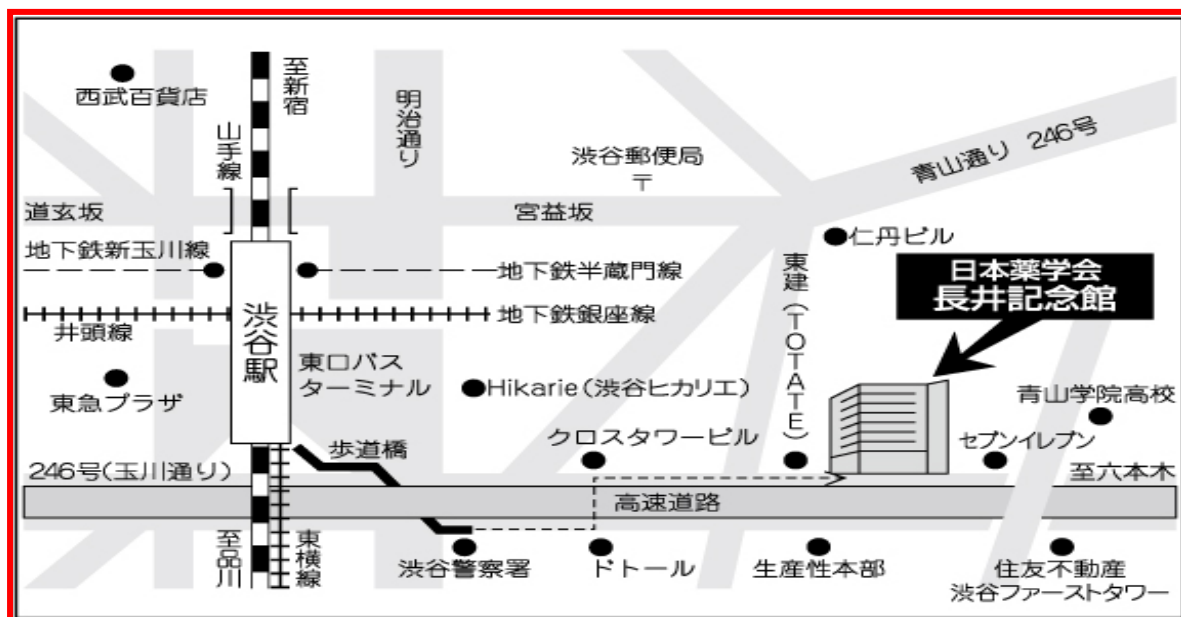 西武百貨店
至新宿
山手線
明治通り
渋谷郵便局
〒
青山通り 246号
道玄坂
宮益坂
地下鉄新玉川線
仁丹ビル
地下鉄半蔵門線
日本薬学会
長井記念館
東建(TOTATE)
地下鉄銀座線
井頭線
渋谷駅
東口バス
ターミナル
東急プラザ
Hikarie(渋谷ヒカリエ)
青山学院高校
クロスタワービル
セブンイレブン
歩道橋
246号(玉川通り)
至六本木
高速道路
至品川
東横線
渋谷警察署
ドトール
生産性本部
住友不動産
渋谷ファーストタワー